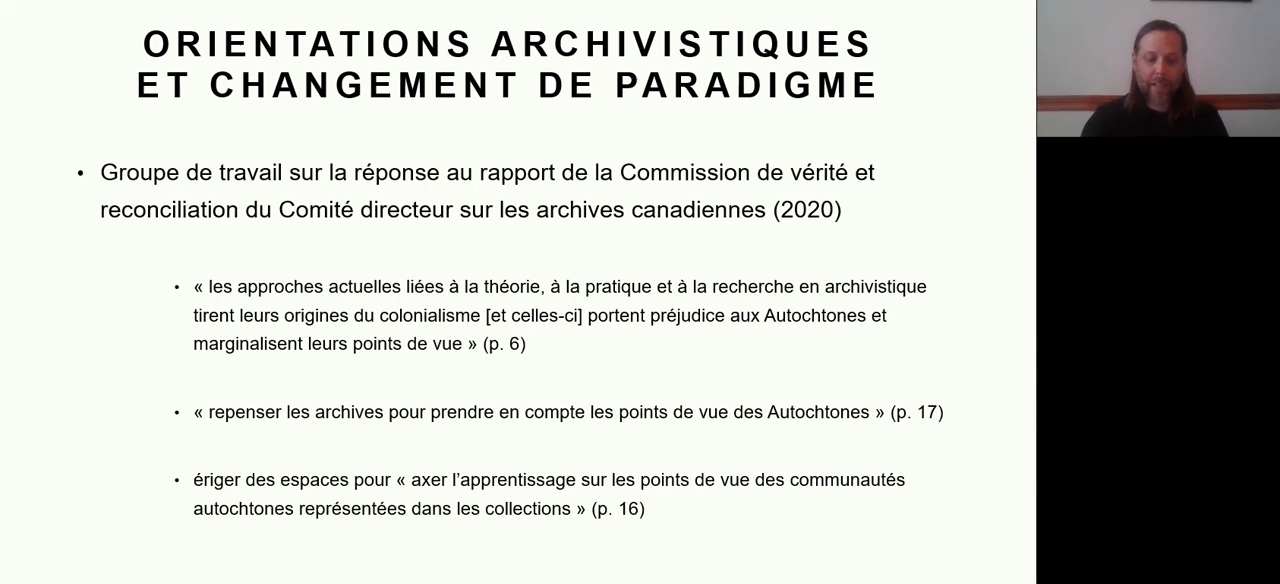 ORIENTATIONS ARCHIVISTIQUES
ET CHANGEMENT DE PARADIGME
• Groupe de travail sur la réponse au rapport de la Commission de vérité et
reconciliation du Comité directeur sur les archives canadiennes (2020)
• « les approches actuelles liées à la théorie, à la pratique et à la recherche en archivistique
tirent leurs origines du colonialisme [et celles-ci] portent préjudice aux Autochtones et
marginalisent leurs points de vue » (p. 6)
• « repenser les archives pour prendre en compte les points de vue des Autochtones » (p. 17)
• ériger des espaces pour « axer l’apprentissage sur les points de vue des communautés
autochtones représentées dans les collections » (p. 16)